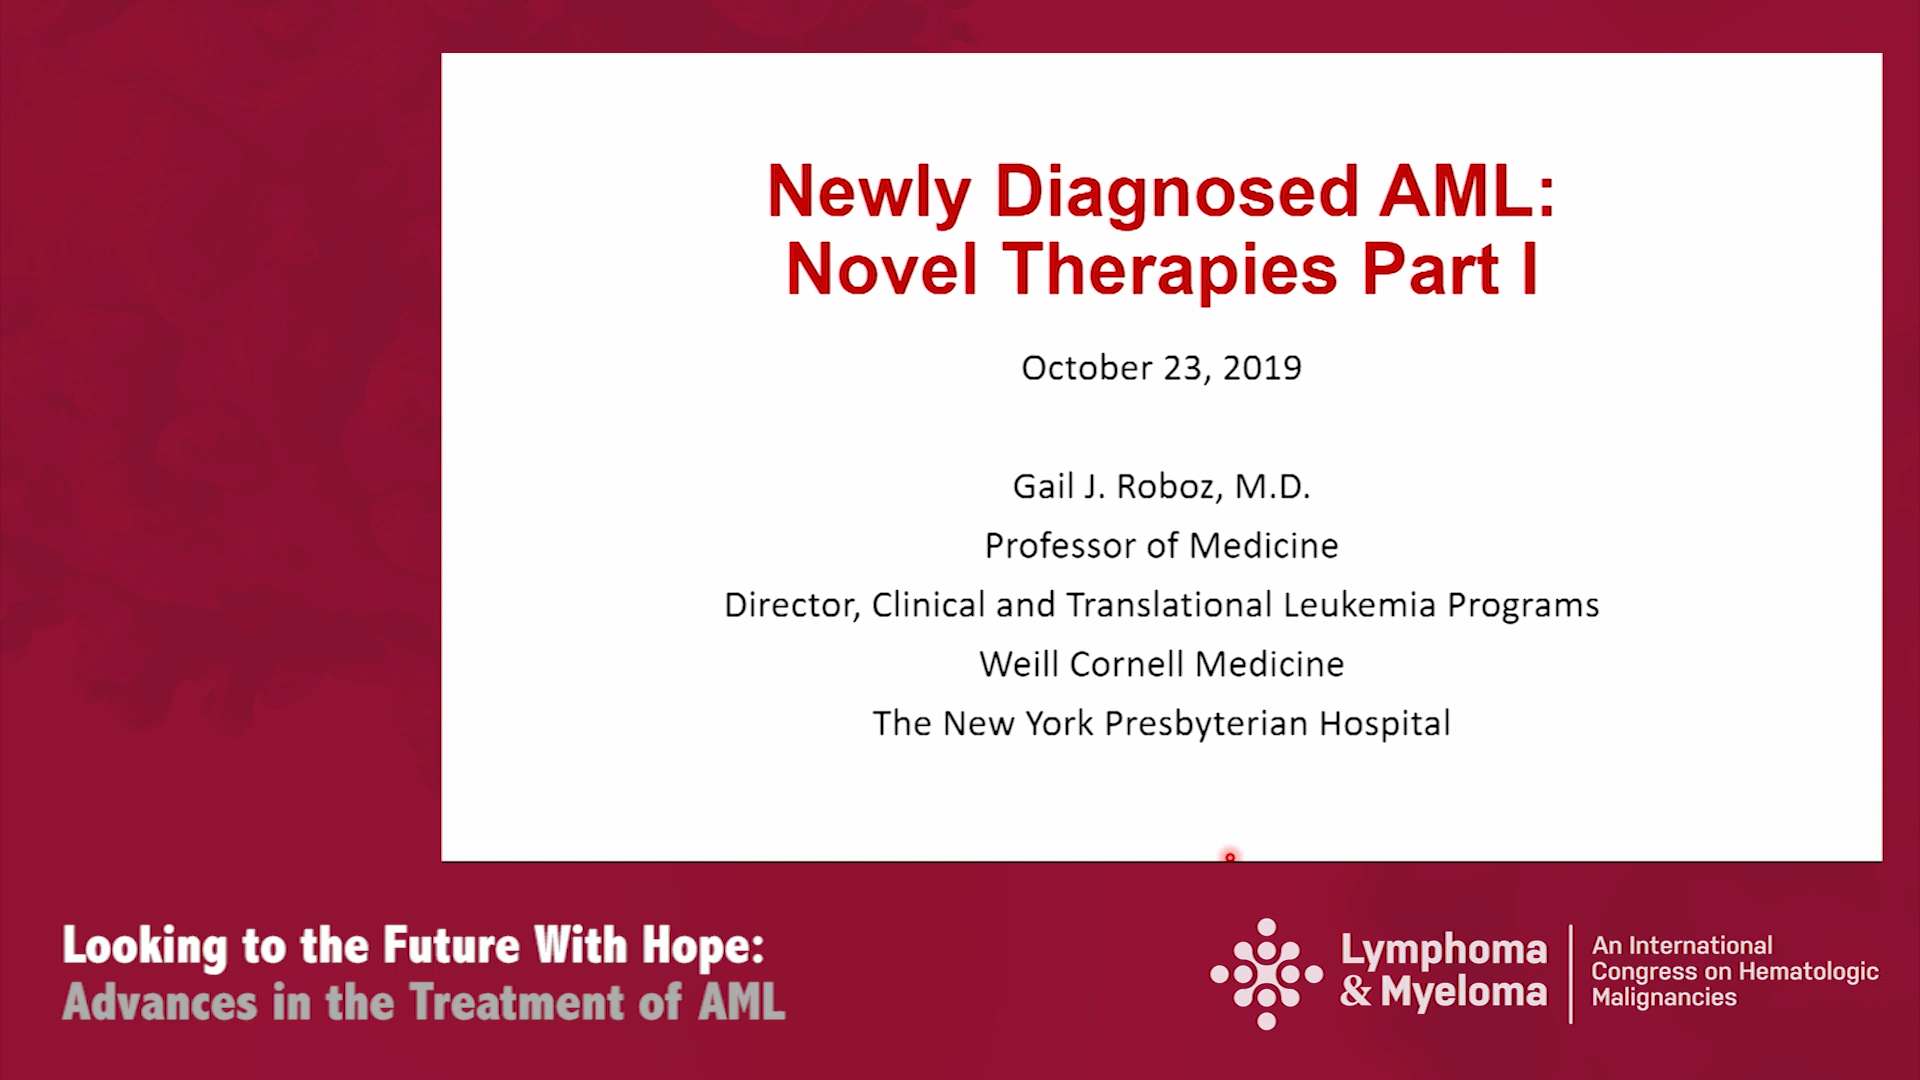 Newly Diagnosed AML:
Novel Therapies Part I
October 23, 2019
Gail J. Roboz, M.D.
Professor of Medicine
Director, Clinical and Translational Leukemia Programs
Weill Cornell Medicine
The New York Presbyterian Hospital
Looking to the Future With Hope:
Advances in the Treatment of AML
Lymphoma
& Myeloma
An International
Congress on Hematologic
Malignancies